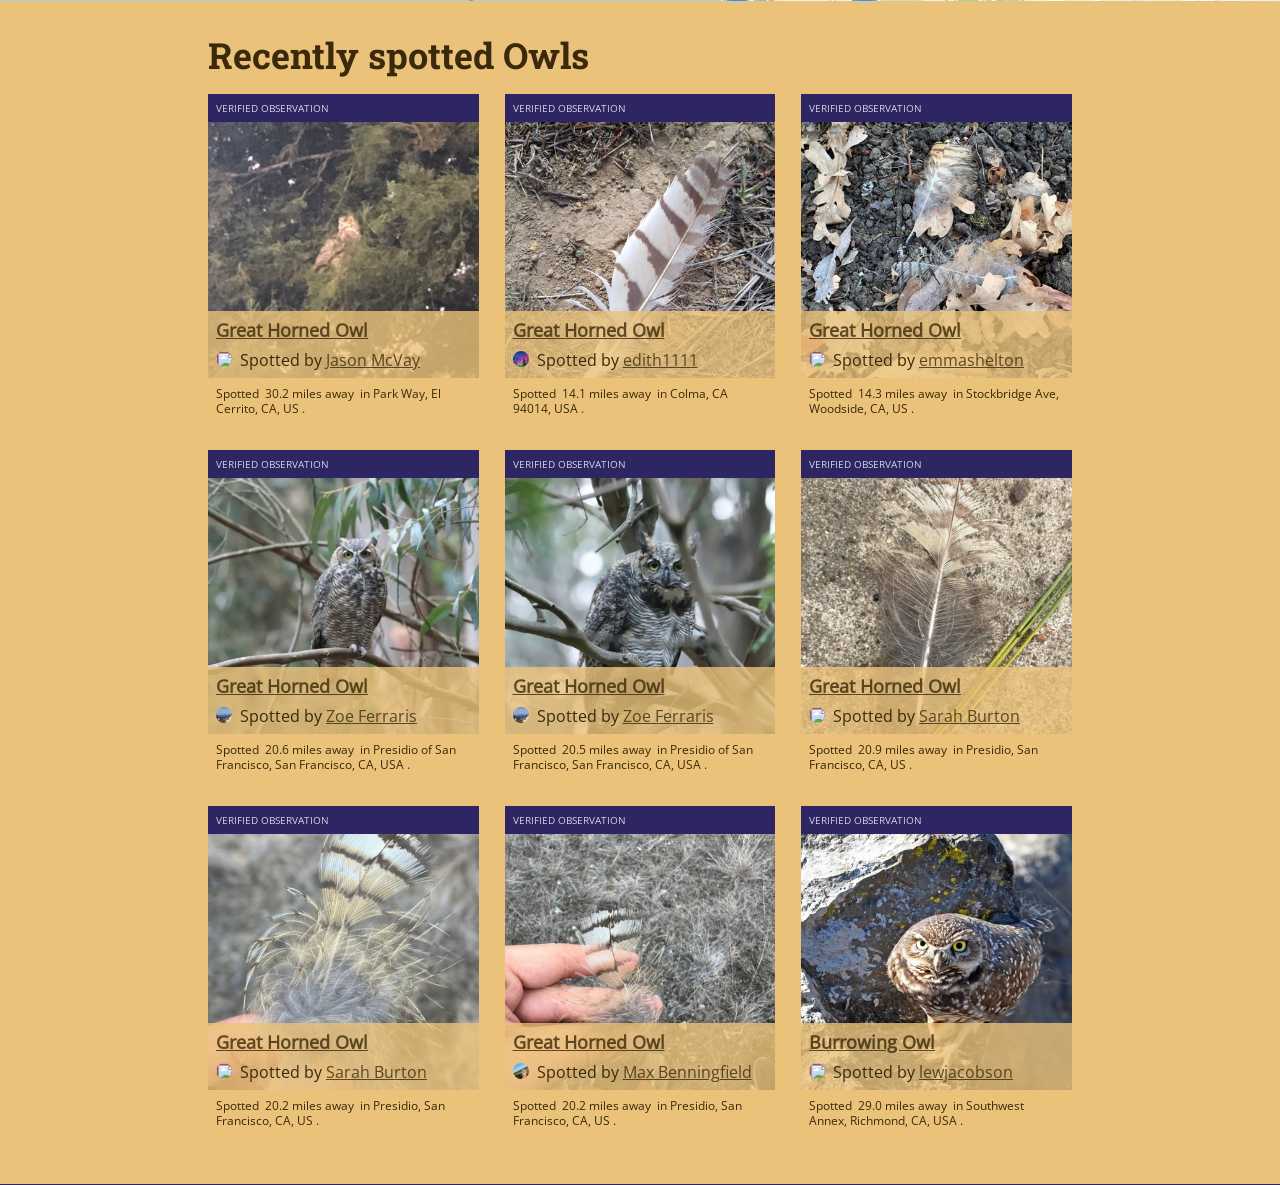 Recently spotted Owls
VERIFIED OBSERVATION
Great Horned Owl
Spotted by Jason McVay
Spotted 30.2 miles away in Park Way, El
Cerrito, CA, US .
VERIFIED OBSERVATION
Great Horned Owl
Spotted by edith1111
Spotted 14.1 miles away in Colma, CA
94014, USA .
VERIFIED OBSERVATION
Great Horned Owl
Spotted by emmashelton
Spotted 14.3 miles away in Stockbridge Ave,
Woodside, CA, US .
VERIFIED OBSERVATION
Great Horned Owl
Spotted by Zoe Ferraris
Spotted 20.6 miles away in Presidio of San
Francisco, San Francisco, CA, USA .
VERIFIED OBSERVATION
Great Horned Owl
Spotted by Zoe Ferraris
Spotted 20.5 miles away in Presidio of San
Francisco, San Francisco, CA, USA .
VERIFIED OBSERVATION
Great Horned Owl
Spotted by Sarah Burton
Spotted 20.9 miles away in Presidio, San
Francisco, CA, US .
VERIFIED OBSERVATION
Great Horned Owl
Spotted by Sarah Burton
Spotted 20.2 miles away in Presidio, San
Francisco, CA, US .
VERIFIED OBSERVATION
Great Horned Owl
Spotted by Max Benningfield
Spotted 20.2 miles away in Presidio, San
Francisco, CA, US .
VERIFIED OBSERVATION
Burrowing Owl
Spotted by lewjacobson
Spotted 29.0 miles away in Southwest
Annex, Richmond, CA, USA .